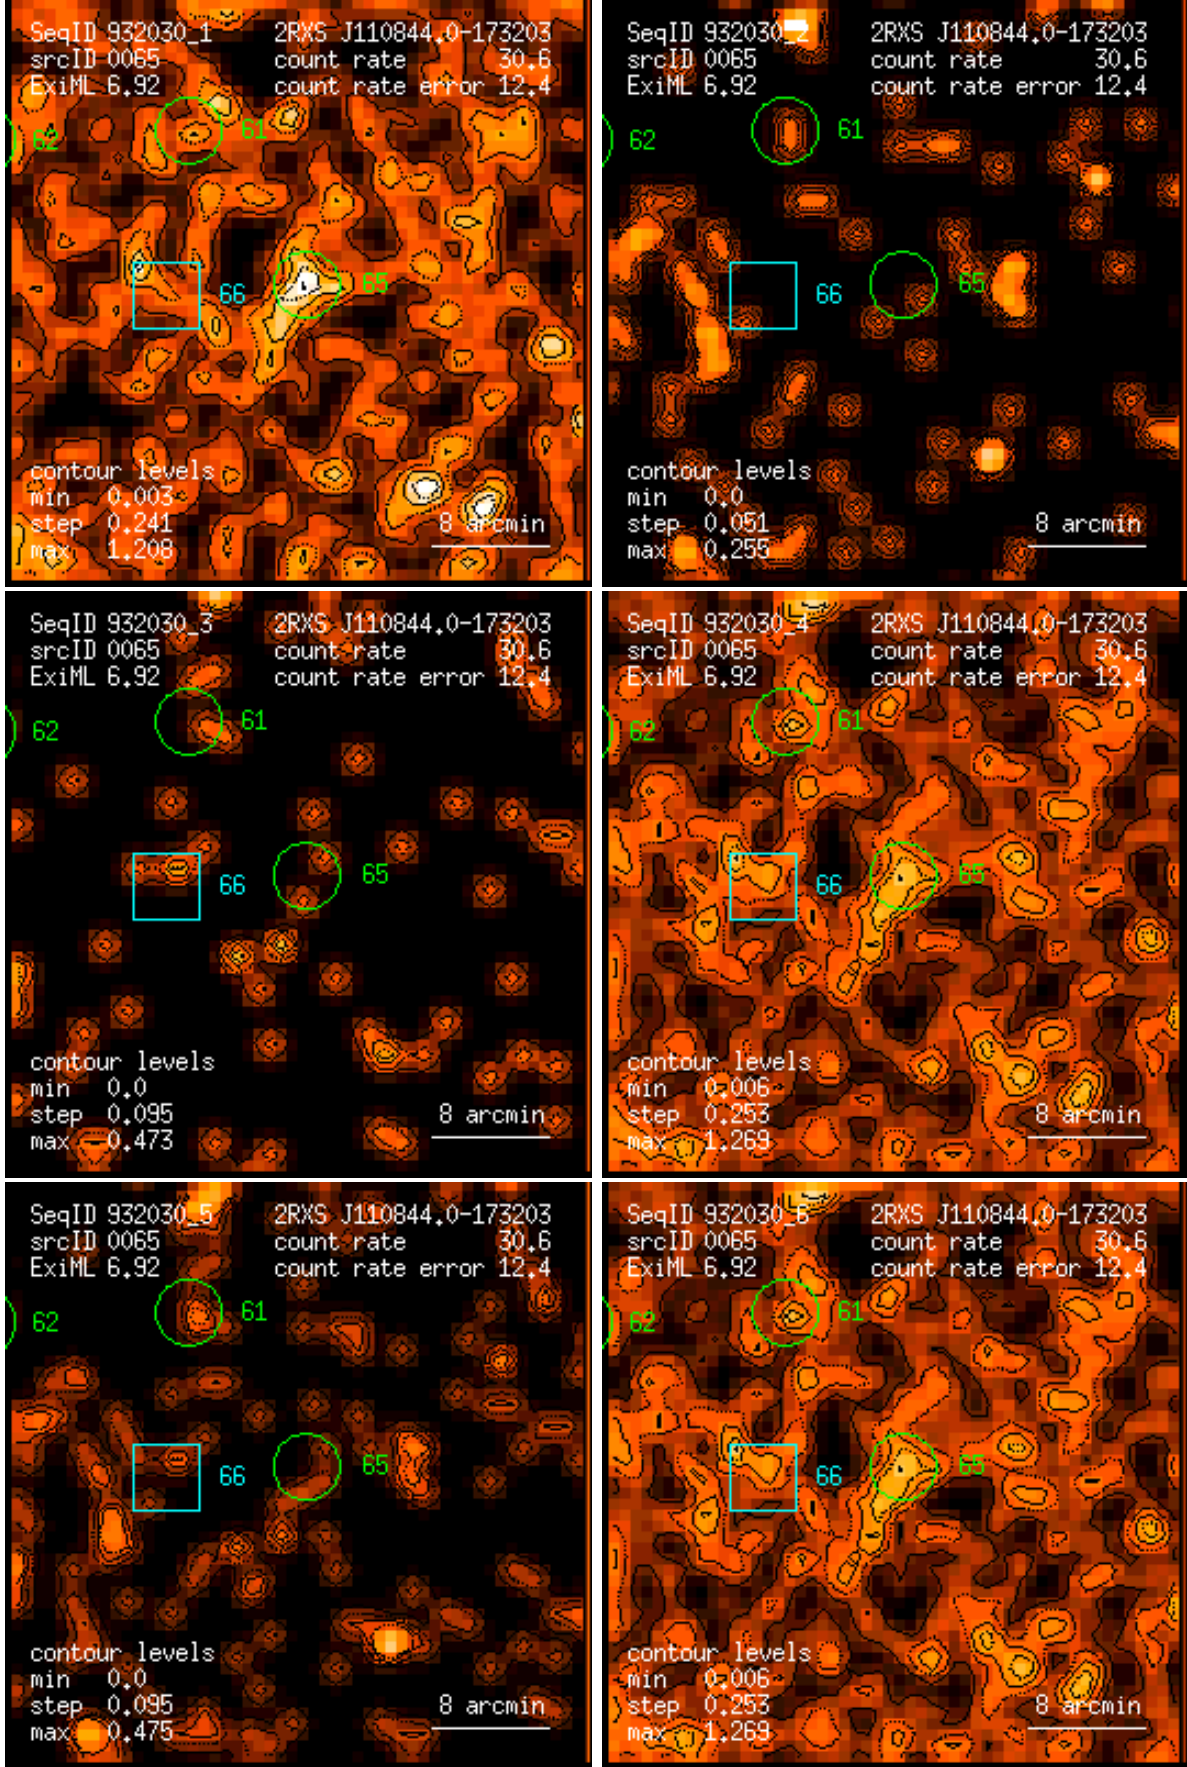 SeqID 932030_1 2RXS J110844.0-173203
srcID 0065 count rate 30.6
ExiML 6.92 count rate error 12.4
61
62
65
66
contour levels
min 0.003
step 0.241
max 1.208
8 arcmin
SeqID 932030_2 2RXS J110844.0-173203
srcID 0065 count rate 30.6
ExiML 6.92 count rate error 12.4
61
62
65
66
contour levels
min 0.0
step 0.051
max 0.255
8 arcmin
SeqID 932030_3 2RXS J110844.0-173203
srcID 0065 count rate 30.6
ExiML 6.92 count rate error 12.4
61
62
65
66
contour levels
min 0.0
step 0.095
max 0.473
8 arcmin
SeqID 932030_4 2RXS J110844.0-173203
srcID 0065 count rate 30.6
ExiML 6.92 count rate error 12.4
61
62
65
66
contour levels
min 0.006
step 0.253
max 1.269
8 arcmin
SeqID 932030_5 2RXS J110844.0-173203
srcID 0065 count rate 30.6
ExiML 6.92 count rate error 12.4
61
62
65
66
contour levels
min 0.0
step 0.095
max 0.475
8 arcmin
SeqID 932030_6 2RXS J110844.0-173203
srcID 0065 count rate 30.6
ExiML 6.92 count rate error 12.4
61
62
65
66
contour levels
min 0.006
step 0.253
max 1.269
8 arcmin